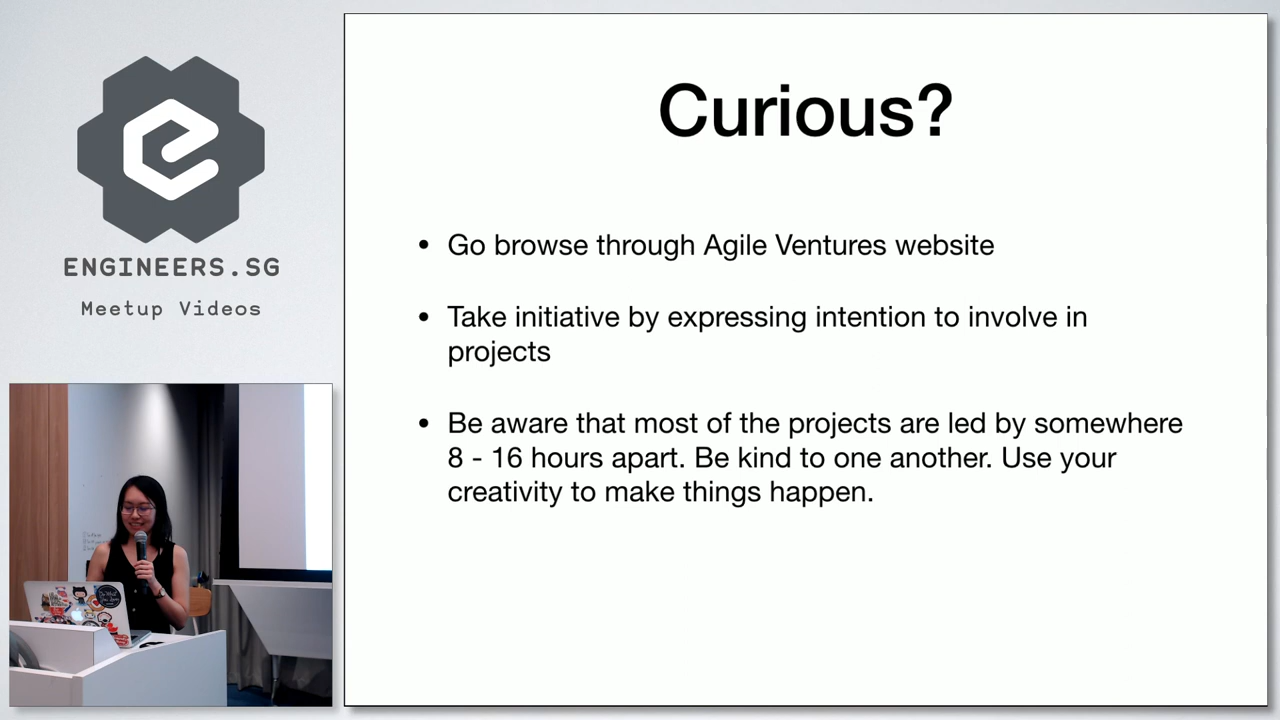 ENGINEERS.SG
Meetup Videos
Curious?
• Go browse through Agile Ventures website
• Take initiative by expressing intention to involve in
projects
• Be aware that most of the projects are led by somewhere
8 - 16 hours apart. Be kind to one another. Use your
creativity to make things happen.